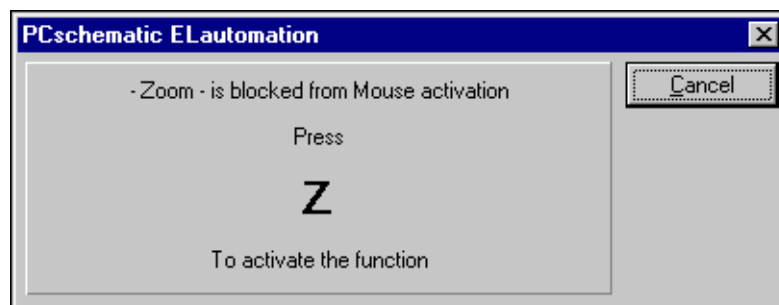 PCschematic ELautomation
- Zoom - is blocked from Mouse activation
Cancel
Press
Z
To activate the function